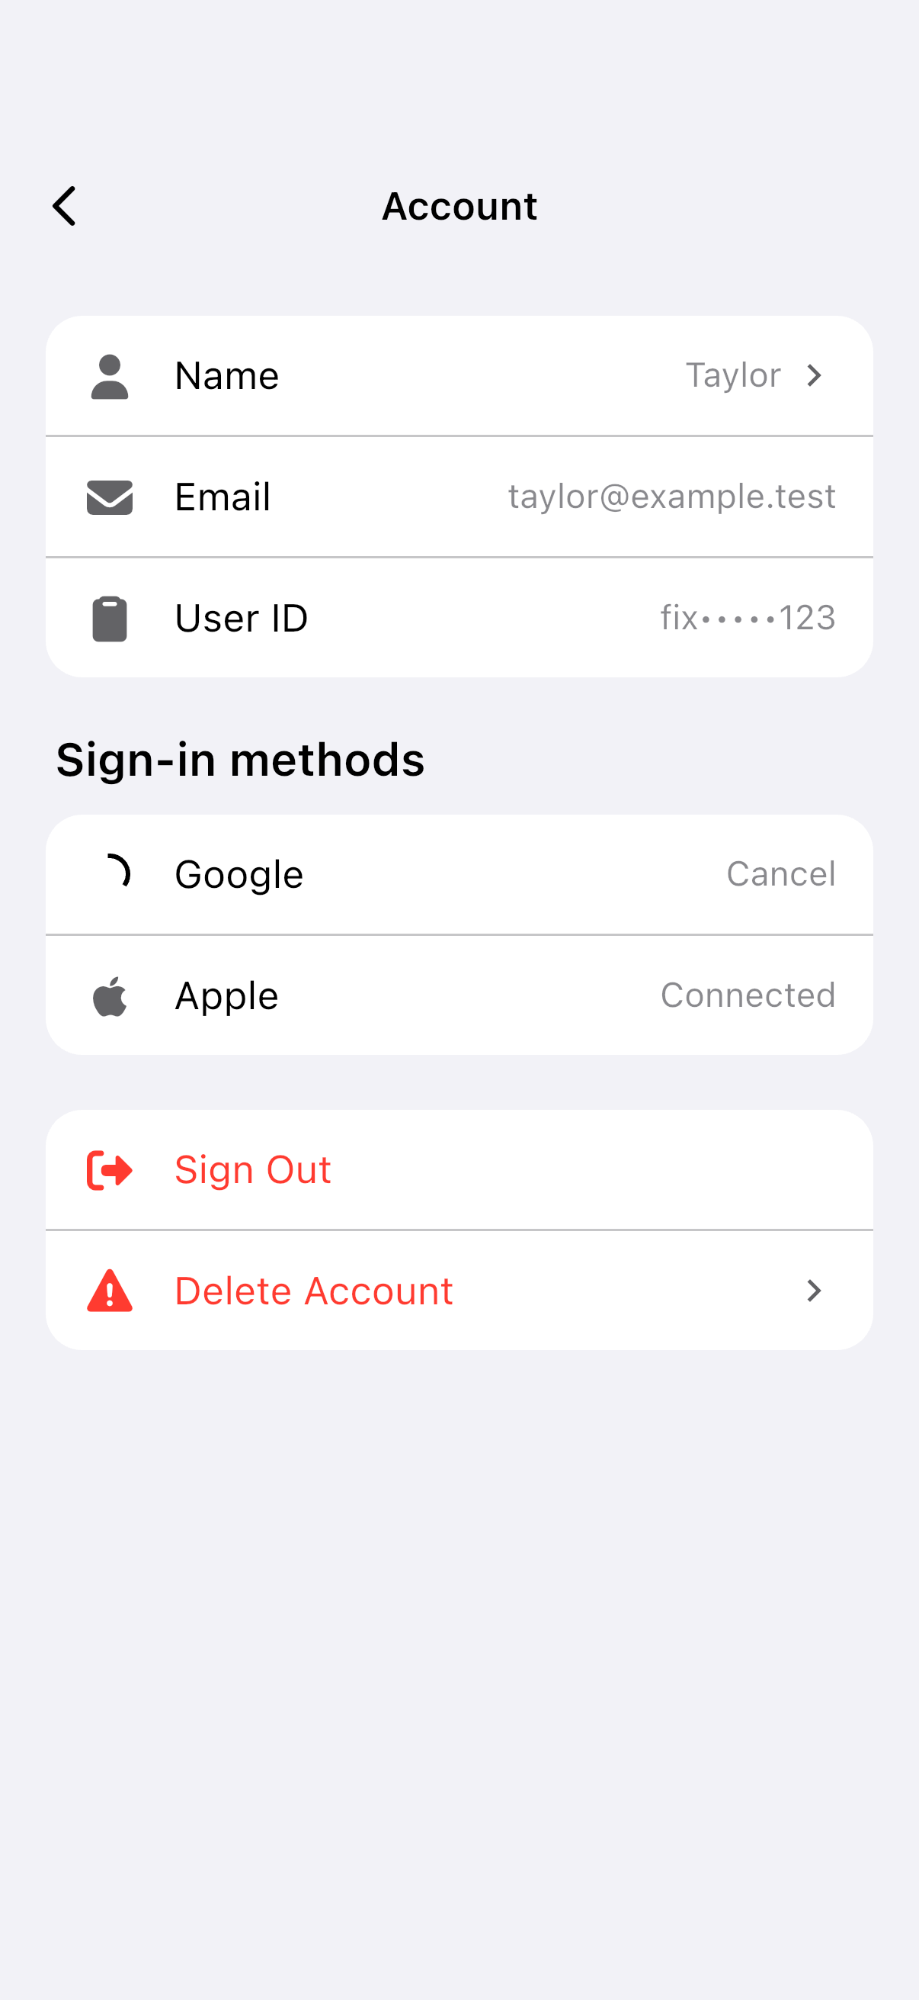 Account
Name Taylor
Email taylor@example.test
User ID fix•••••123
Sign-in methods
Google Cancel
Apple Connected
Sign Out
Delete Account